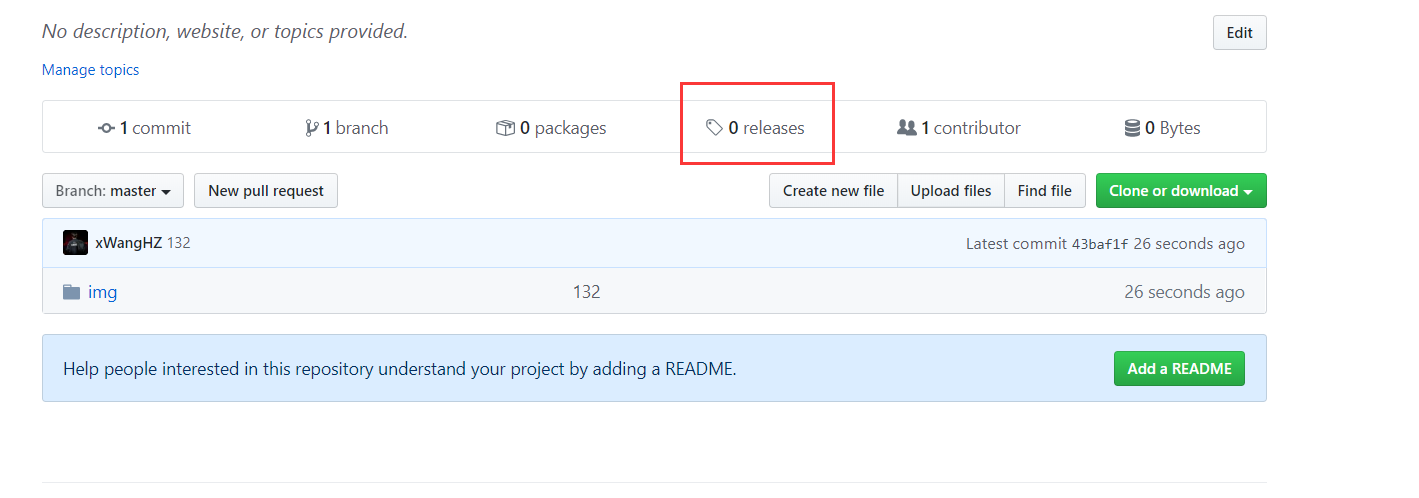 No description, website, or topics provided.
Edit
Manage topics
1 commit
1 branch
0 packages
0 releases
1 contributor
0 Bytes
Branch: master
New pull request
Create new file
Upload files
Find file
Clone or download
xWangHZ 132
Latest commit 43baf1f 26 seconds ago
img
132
26 seconds ago
Help people interested in this repository understand your project by adding a README.
Add a README